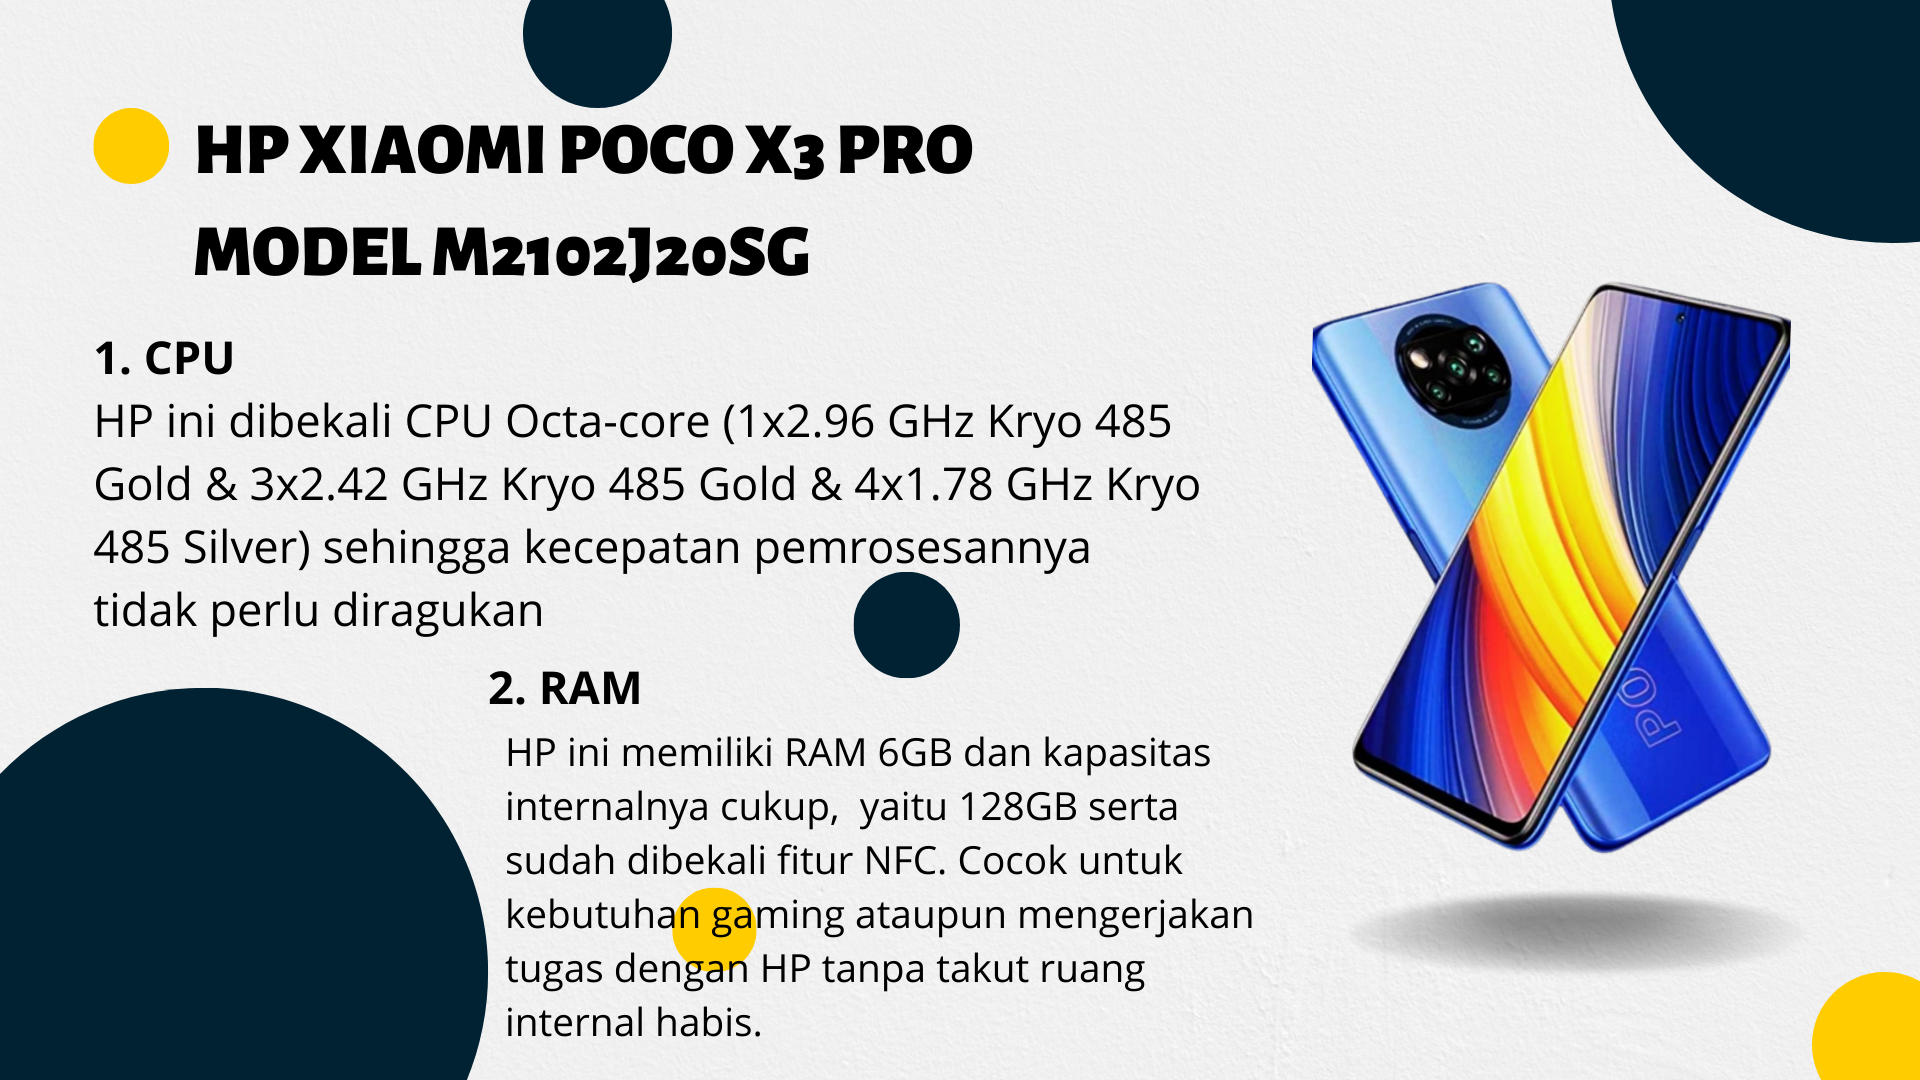 HP XIAOMI POCO X3 PRO
MODEL M2102J20SG
1. CPU
HP ini dibekali CPU Octa-core (1x2.96 GHz Kryo 485
Gold & 3x2.42 GHz Kryo 485 Gold & 4x1.78 GHz Kryo
485 Silver) sehingga kecepatan pemrosesannya
tidak perlu diragukan
2. RAM
HP ini memiliki RAM 6GB dan kapasitas
internalnya cukup,  yaitu 128GB serta
sudah dibekali fitur NFC. Cocok untuk
kebutuhan gaming ataupun mengerjakan
tugas dengan HP tanpa takut ruang
internal habis.
PO